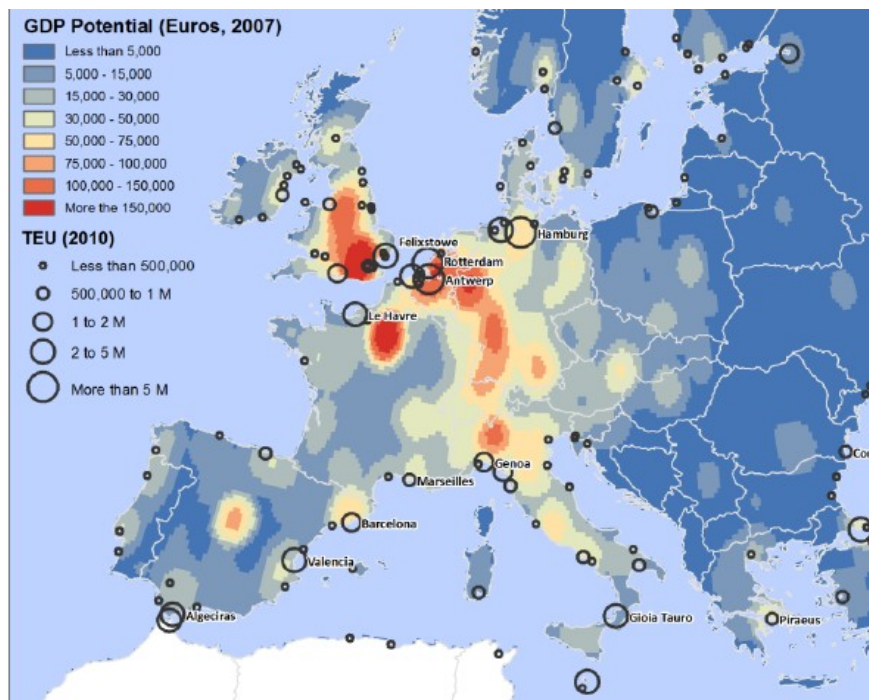 GDP Potential (Euros, 2007)
Less than 5,000
5,000 - 15,000
15,000 - 30,000
30,000 - 50,000
50,000 - 75,000
75,000 - 100,000
100,000 - 150,000
More the 150,000
TEU (2010)
Less than 500,000
500,000 to 1 M
1 to 2 M
2 to 5 M
More than 5 M
Hamburg
Felixstowe
Rotterdam
Antwerp
Le Havre
Genoa
Con
Marseilles
Barcelona
Valencia
Algeciras
Gioia Tauro
Piraeus